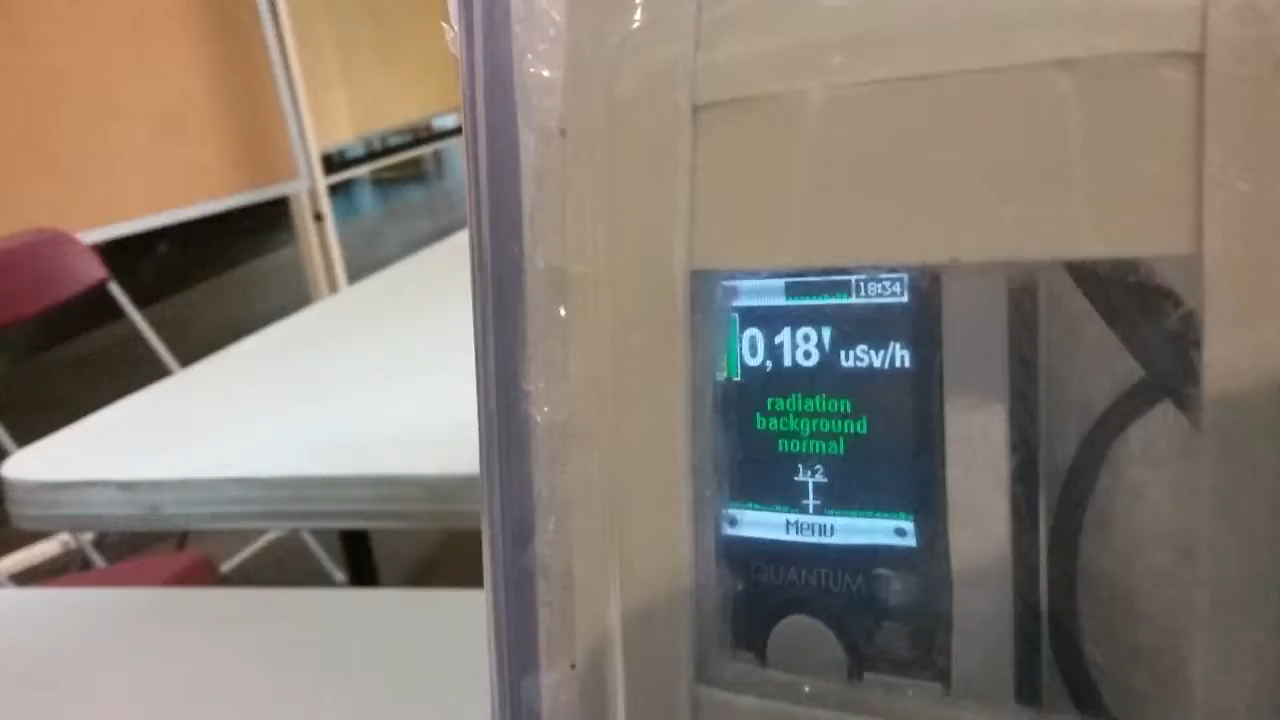 18:34
0,18' uSv/h
radiation
background
normal
1,2
Menu
QUANTUM